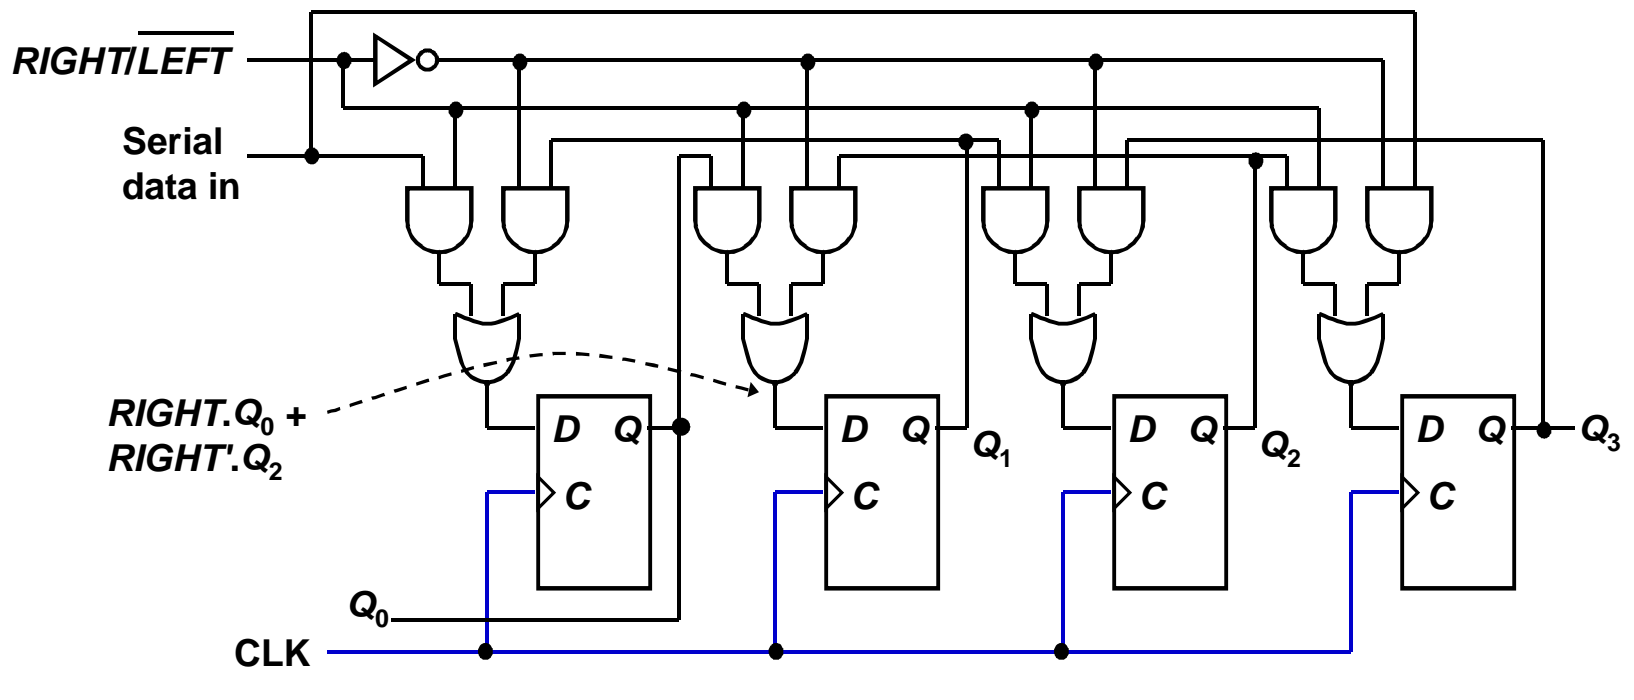 RIGHT/LEFT
Serial
data in
RIGHT.Q0 +
RIGHT'.Q2
D Q
C
D Q
C
D Q
C
D Q
C
Q1
Q2
Q3
Q0
CLK